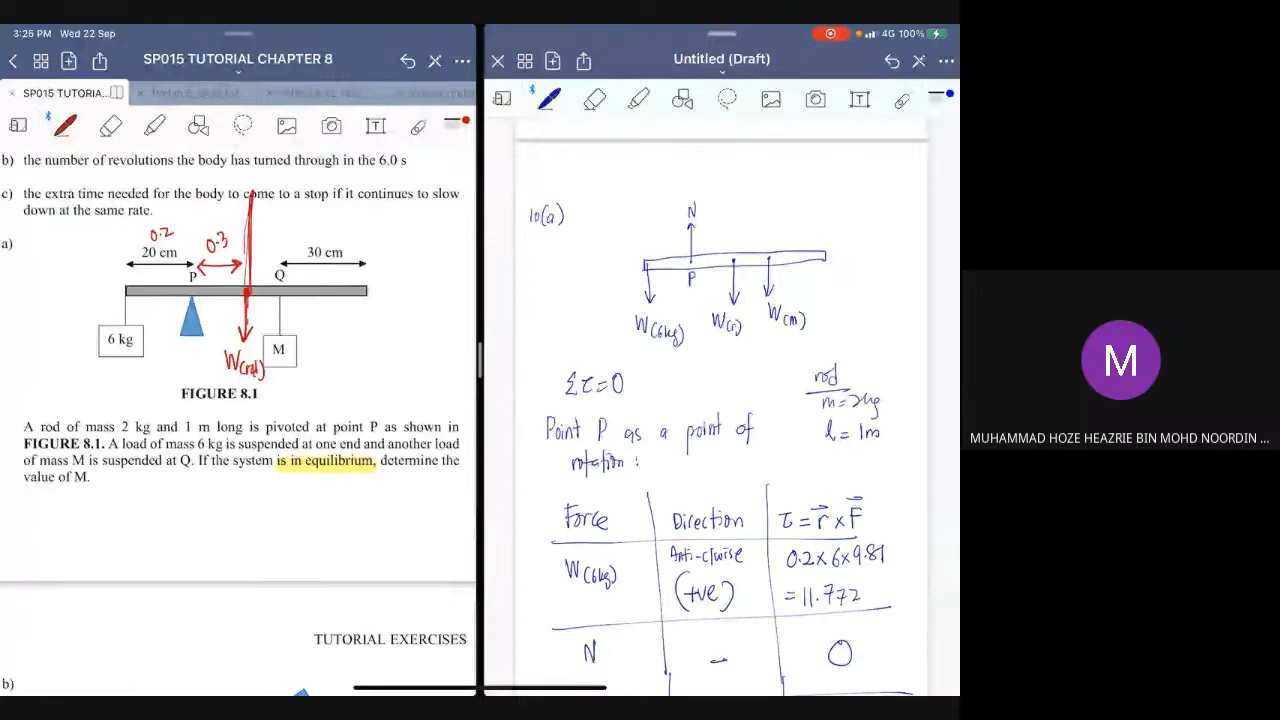 3:25 PM Wed 22 Sep
SP015 TUTORIAL CHAPTER 8
SP015 TUTORIA...
b) the number of revolutions the body has turned through in the 6.0 s
c) the extra time needed for the body to come to a stop if it continues to slow
down at the same rate.
a)
0.2
0.3
20 cm
30 cm
P
Q
6 kg
M
W(rod)
FIGURE 8.1
A rod of mass 2 kg and 1 m long is pivoted at point P as shown in
FIGURE 8.1. A load of mass 6 kg is suspended at one end and another load
of mass M is suspended at Q. If the system is in equilibrium, determine the
value of M.
TUTORIAL EXERCISES
b)
4G 100%
Untitled (Draft)
T
T
10(a)
N
P
W(6kg)
W(r)
W(m)
Στ=0
rod
m=2kg
l=1m
Point P as a point of
rotation:
Force
Direction
τ=r⃗×F⃗
W(6kg)
Anti-c/wise
(+ve)
0.2×6×9.81
=11.772
N
–
0
M
MUHAMMAD HOZE HEAZRIE BIN MOHD NOORDIN ...